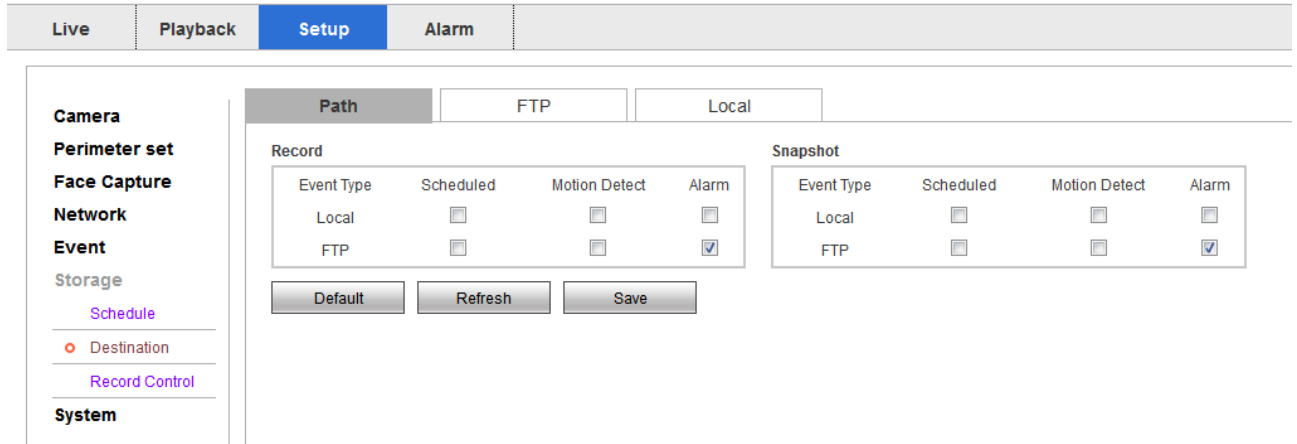 Live Playback Setup Alarm
Path FTP Local
Camera
Perimeter set
Face Capture
Network
Event
Storage
Schedule
Destination
Record Control
System
Record
Event Type Scheduled Motion Detect Alarm
Local
FTP
Snapshot
Event Type Scheduled Motion Detect Alarm
Local
FTP
Default Refresh Save